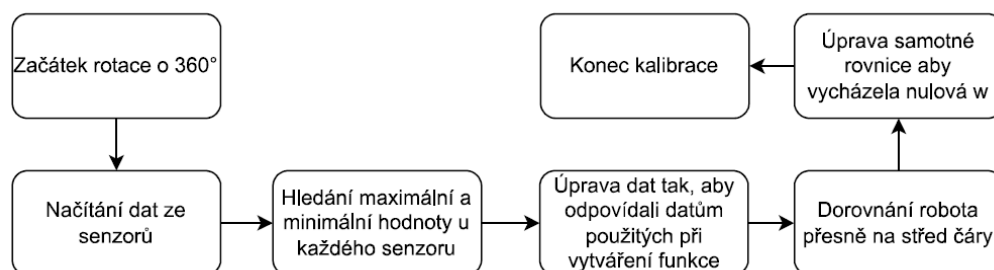 Začátek rotace o 360°
Načítání dat ze
senzorů
Hledání maximální a
minimální hodnoty u
každého senzoru
Úprava dat tak, aby
odpovídali datům
použitých při
vytváření funkce
Dorovnání robota
přesně na střed čáry
Úprava samotné
rovnice aby
vycházela nulová w
Konec kalibrace